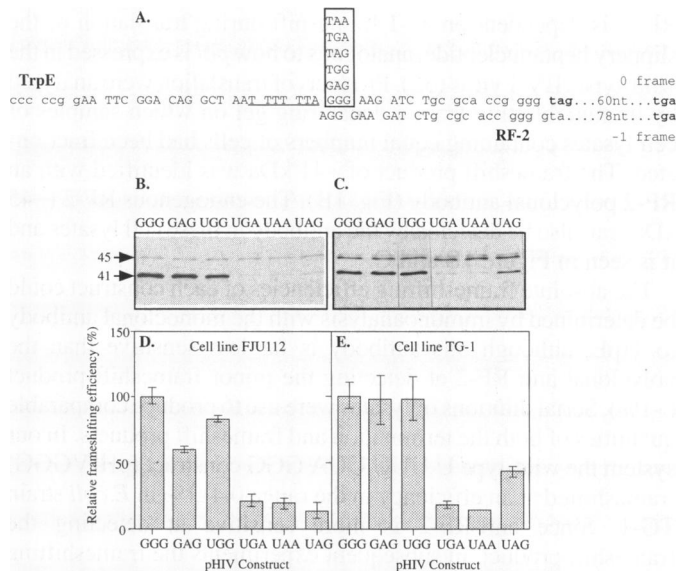 A.
TAA
TGA
TAG
TGG
GAG
TrpE
0 frame
ccc ccc ccg ggg AA TTC GGA CAG GCT AAT TTT TTA GGG AAG ATC TGc gca ccc ggg g tag...60nt...tga
AGG GAA GAT CTG cgc acc ggg gta....78nt...tga
RF-2
-1 frame
B.
C.
GGG GAG UGG UGA UAA UAG GGG GAG UGG UGA UAA UAG
45
41
150
100
50
0
Relative frameshifting efficiency (%)
D.
Cell line FJU112
E.
Cell line TG-1
GGG GAG UGG UGA UAA UAG GGG GAG UGG UGA UAA UAG
pHIV Construct
pHIV Construct